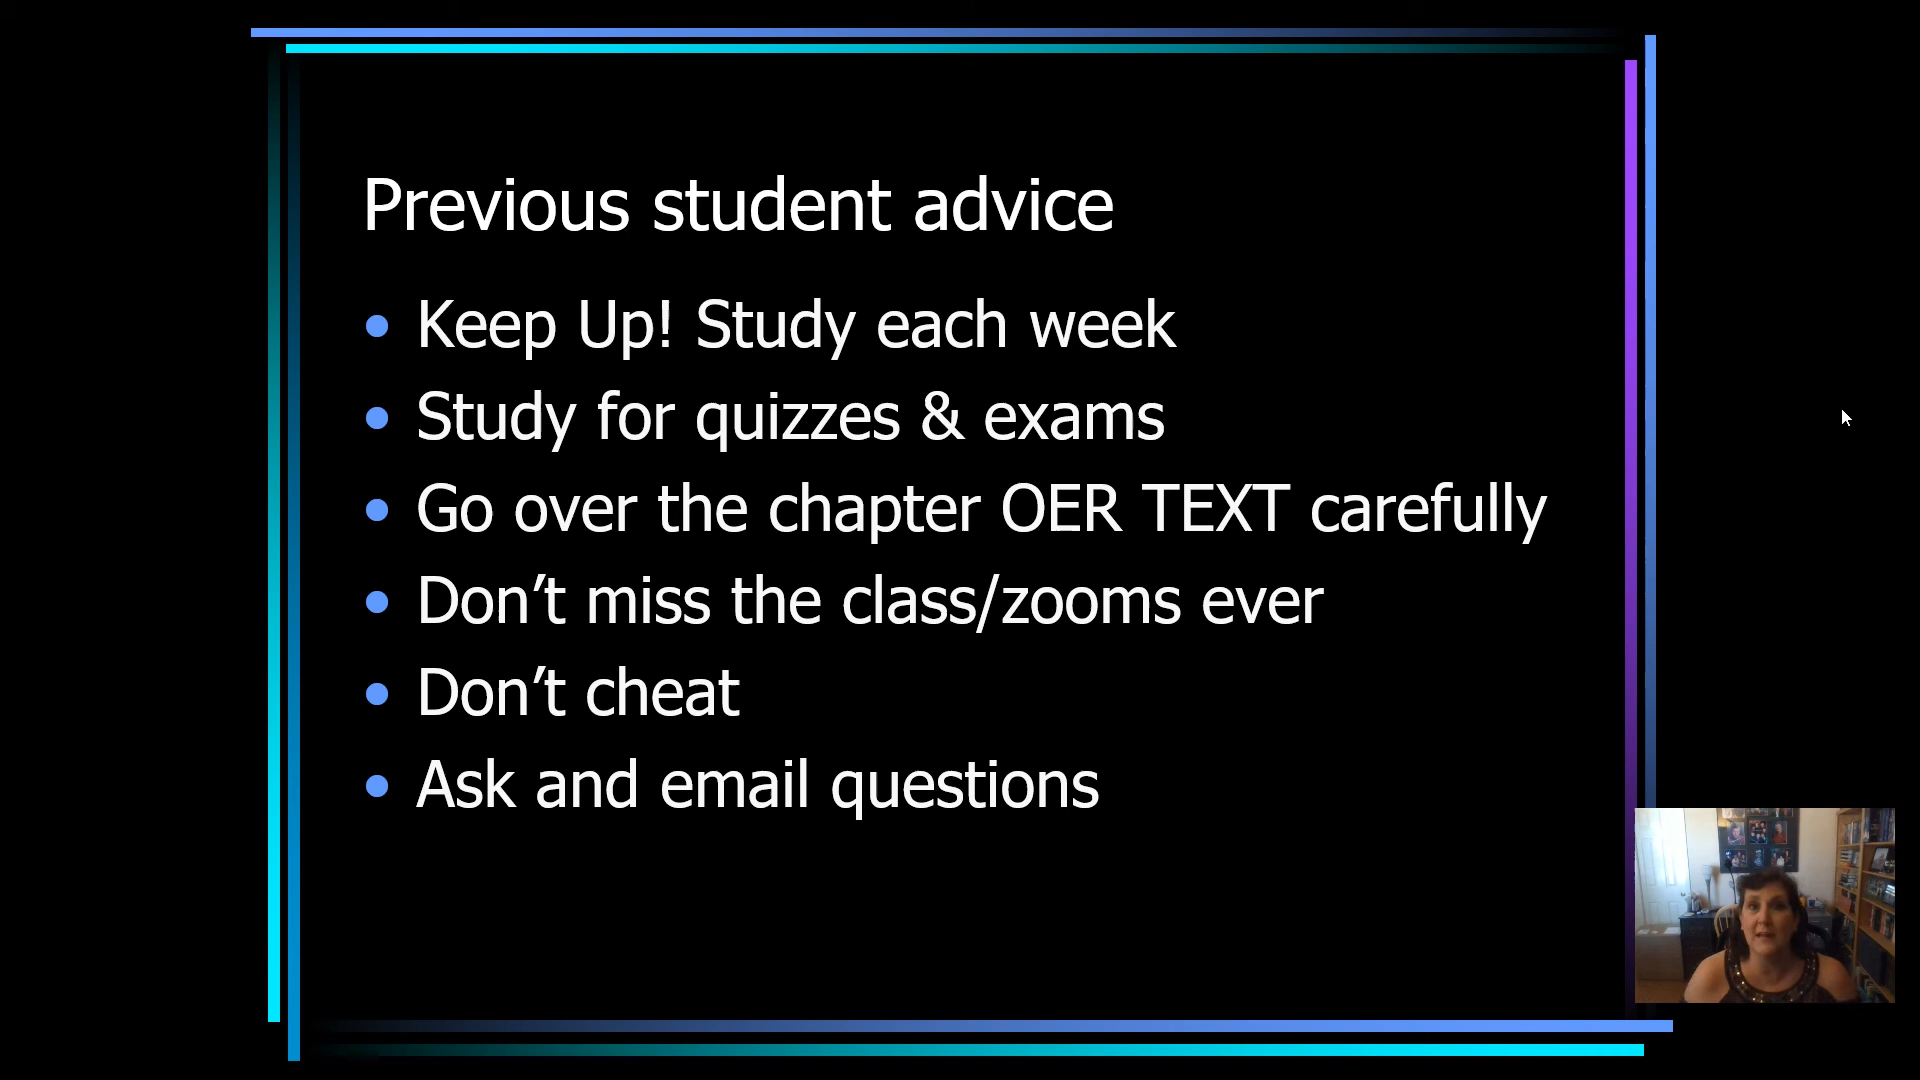 Previous student advice
Keep Up! Study each week
Study for quizzes & exams
Go over the chapter OER TEXT carefully
Don’t miss the class/zooms ever
Don’t cheat
Ask and email questions